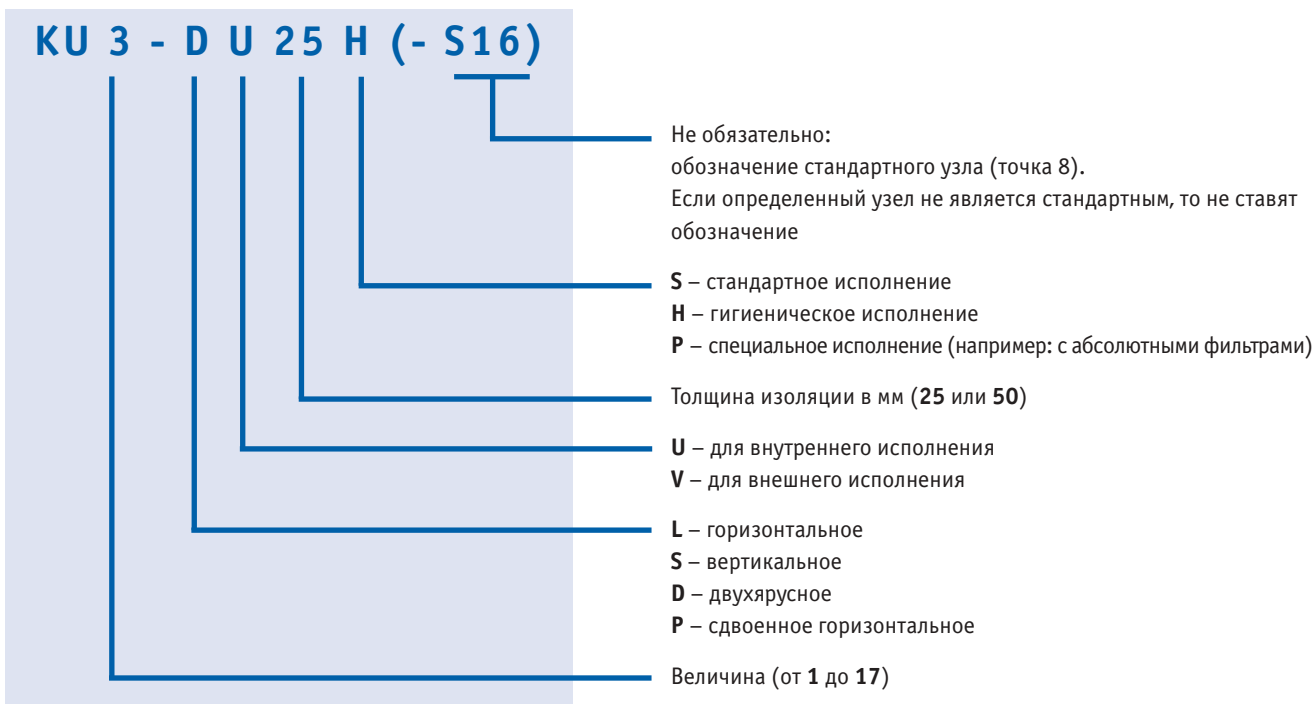 KU 3 - D U 25 H (- S16)
Не обязательно:
обозначение стандартного узла (точка 8).
Если определенный узел не является стандартным, то не ставят
обозначение
S – стандартное исполнение
H – гигиеническое исполнение
P – специальное исполнение (например: с абсолютными фильтрами)
Толщина изоляции в мм (25 или 50)
U – для внутреннего исполнения
V – для внешнего исполнения
L – горизонтальное
S – вертикальное
D – двухярусное
P – сдвоенное горизонтальное
Величина (от 1 до 17)